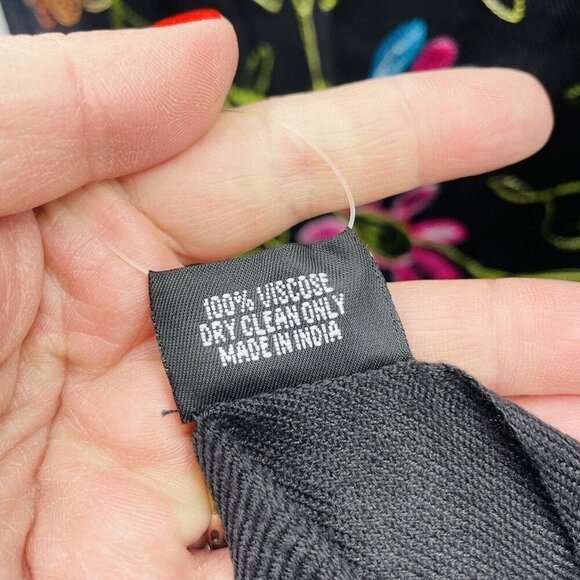 100% VISCOSE
DRY CLEAN ONLY
MADE IN INDIA